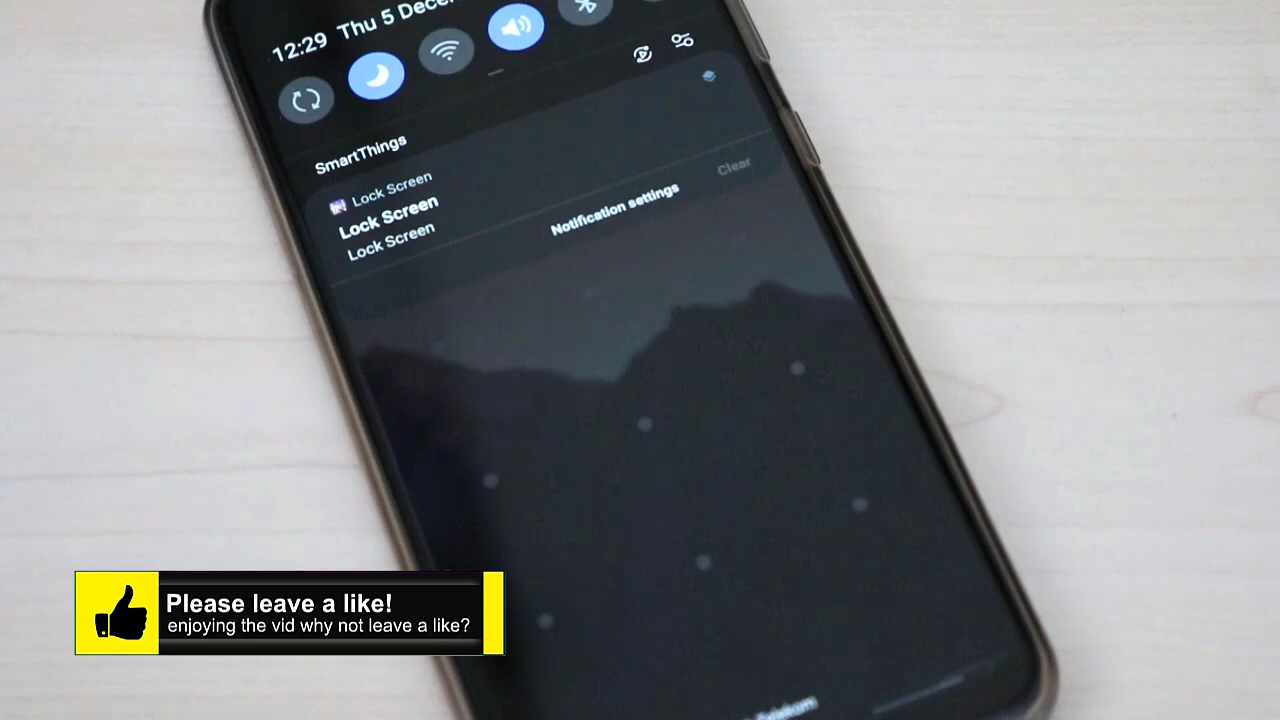 12:29 Thu 5 Decem
SmartThings
Lock Screen
Lock Screen
Lock Screen
Notification settings
Clear
Please leave a like!
enjoying the vid why not leave a like?